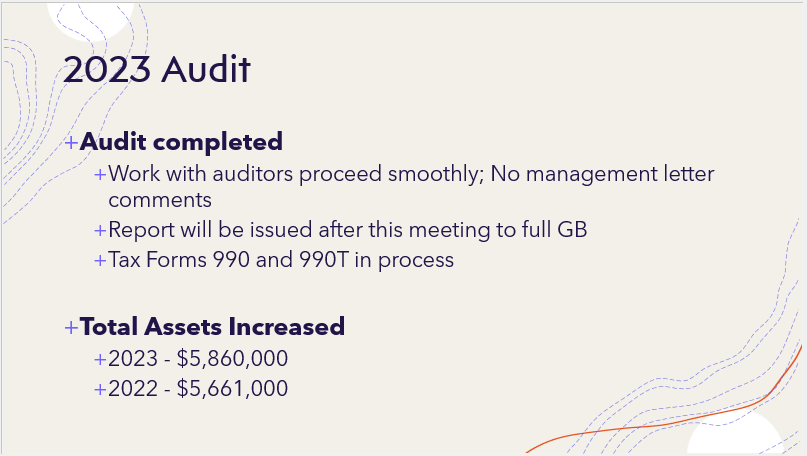 2023 Audit
+Audit completed
+Work with auditors proceed smoothly; No management letter
comments
+Report will be issued after this meeting to full GB
+Tax Forms 990 and 990T in process
+Total Assets Increased
+2023 - $5,860,000
+2022 - $5,661,000